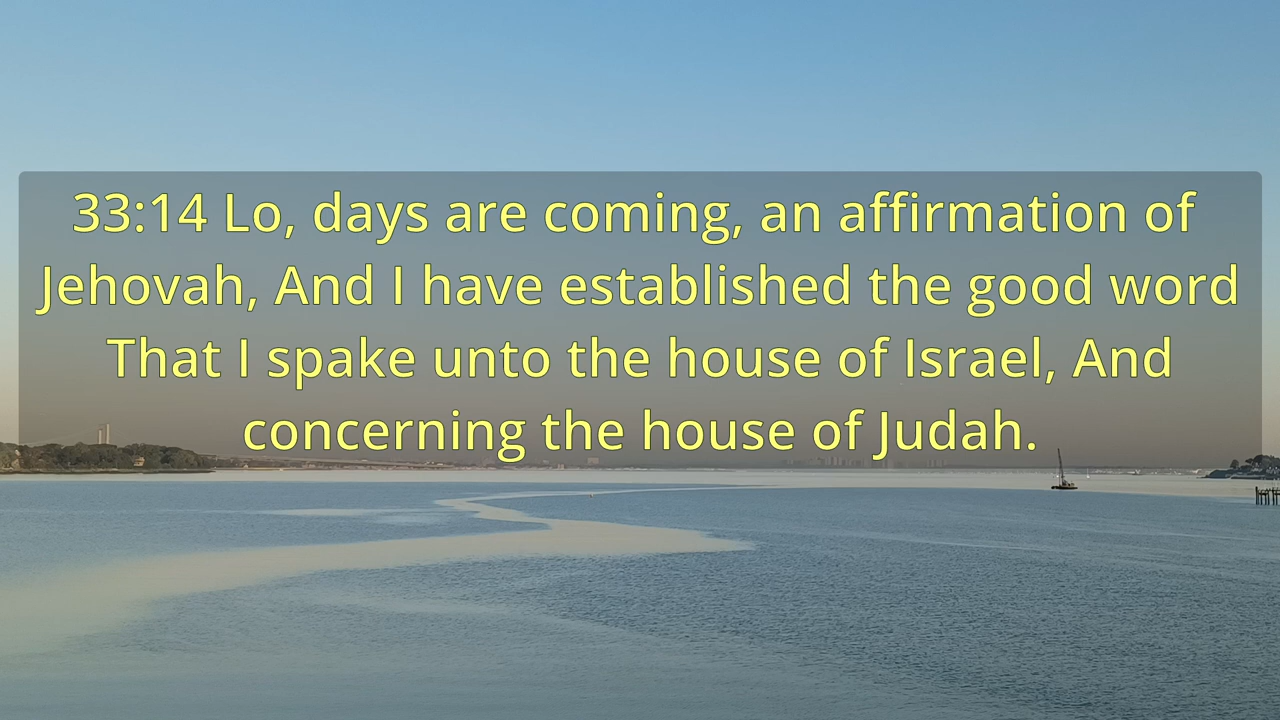 33:14 Lo, days are coming, an affirmation of
Jehovah, And I have established the good word
That I spake unto the house of Israel, And
concerning the house of Judah.